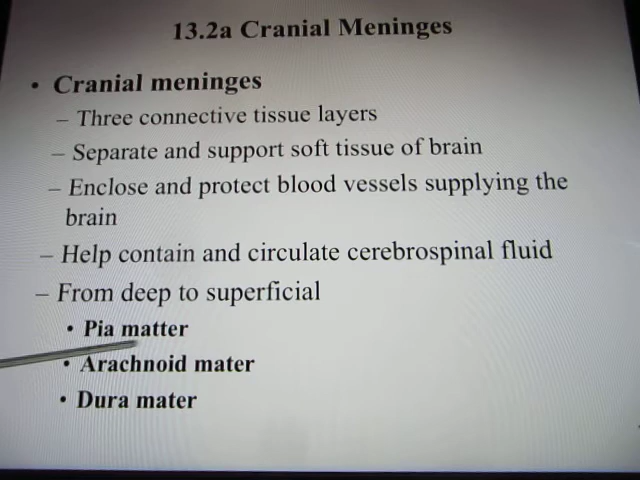 13.2a Cranial Meninges
• Cranial meninges
– Three connective tissue layers
– Separate and support soft tissue of brain
– Enclose and protect blood vessels supplying the
brain
– Help contain and circulate cerebrospinal fluid
– From deep to superficial
• Pia matter
• Arachnoid mater
• Dura mater